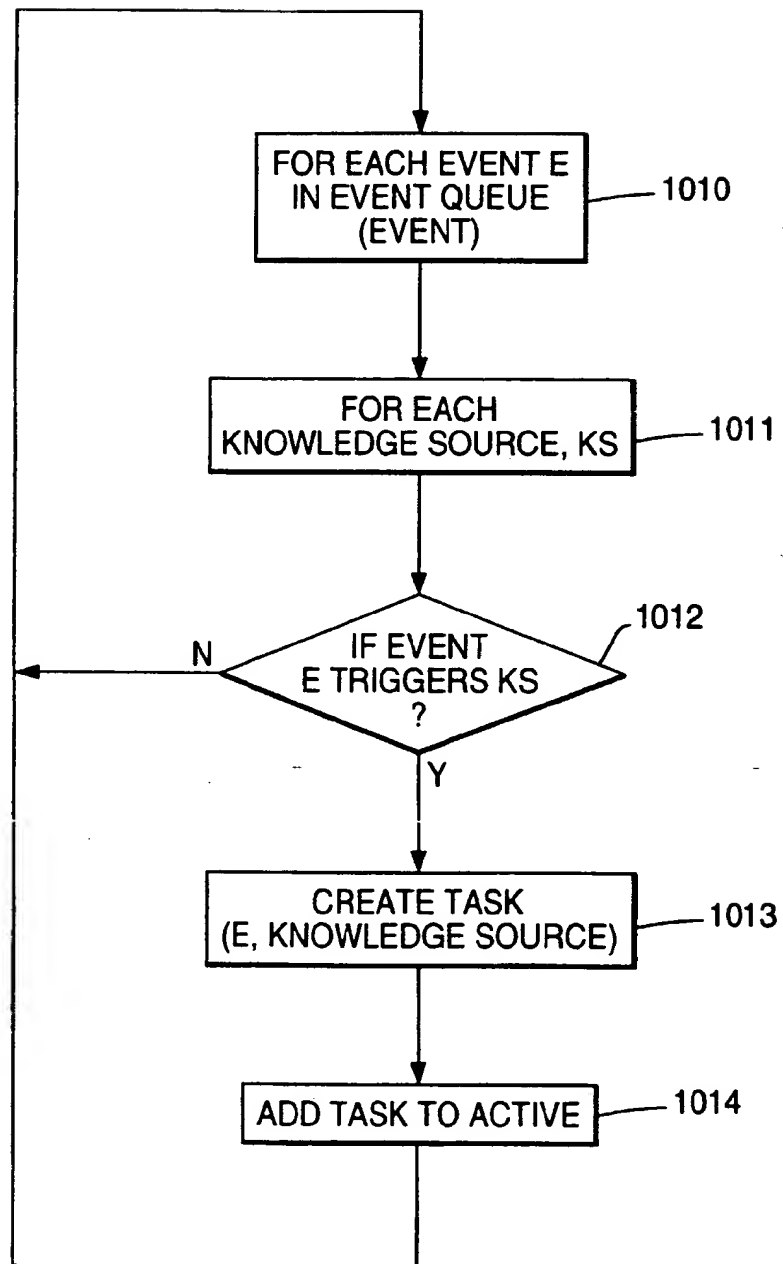 FOR EACH EVENT E
IN EVENT QUEUE
(EVENT)
1010
FOR EACH
KNOWLEDGE SOURCE, KS
1011
IF EVENT
E TRIGGERS KS
?
1012
N
Y
CREATE TASK
(E, KNOWLEDGE SOURCE)
1013
ADD TASK TO ACTIVE
1014